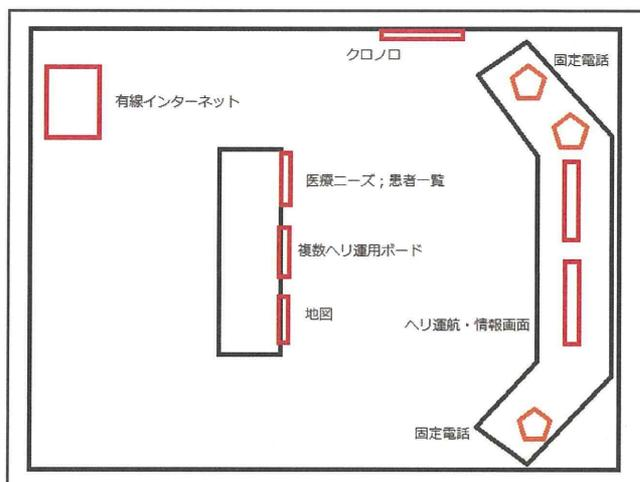 クロノロ
固定電話
有線インターネット
医療ニーズ；患者一覧
複数ヘリ運用ボード
地図
ヘリ運航・情報画面
固定電話